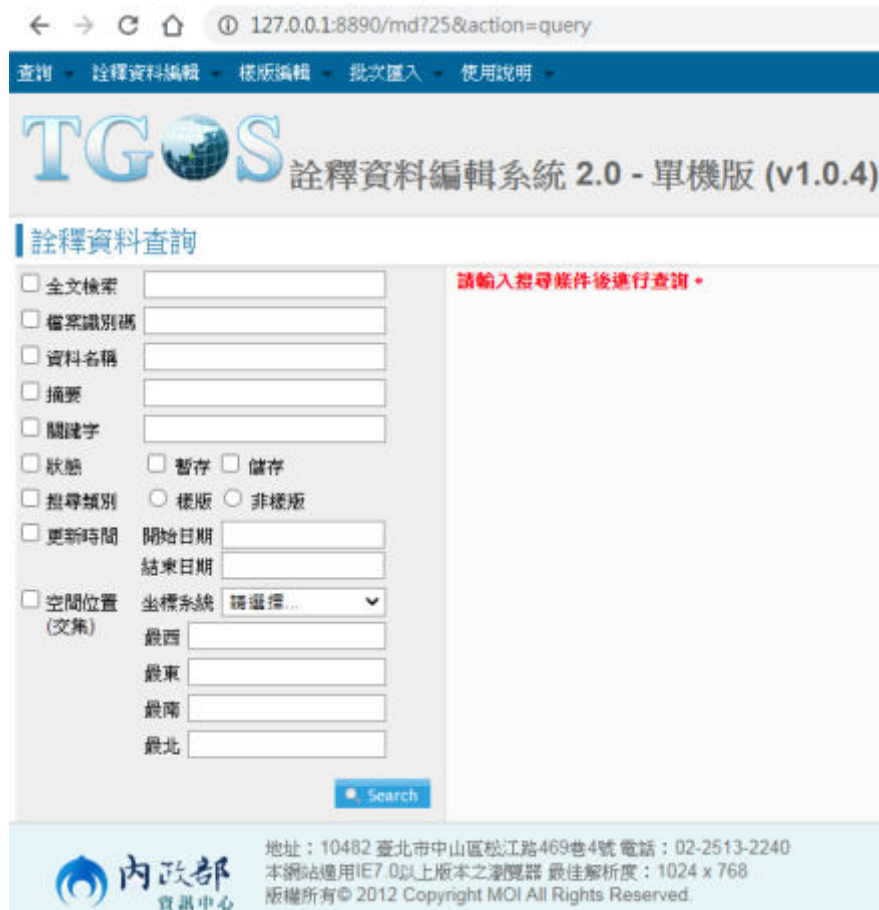 127.0.0.1:8890/md?25&action=query
查詢 詮釋資料編輯 樣版編輯 批次匯入 使用說明
TGOS 詮釋資料編輯系統 2.0 - 單機版 (v1.0.4)
詮釋資料查詢
請輸入搜尋條件後進行查詢。
全文檢索
檔案識別碼
資料名稱
摘要
關鍵字
狀態 暫存 儲存
搜尋類別 樣版 非樣版
更新時間 開始日期
結束日期
空間位置 坐標系統 請選擇...
(交集)
最西
最東
最南
最北
Search
地址：10482 臺北市中山區松江路469巷4號 電話：02-2513-2240
本網站適用IE7.0以上版本之瀏覽器 最佳解析度：1024 x 768
版權所有© 2012 Copyright MOI All Rights Reserved.
內政部
資訊中心